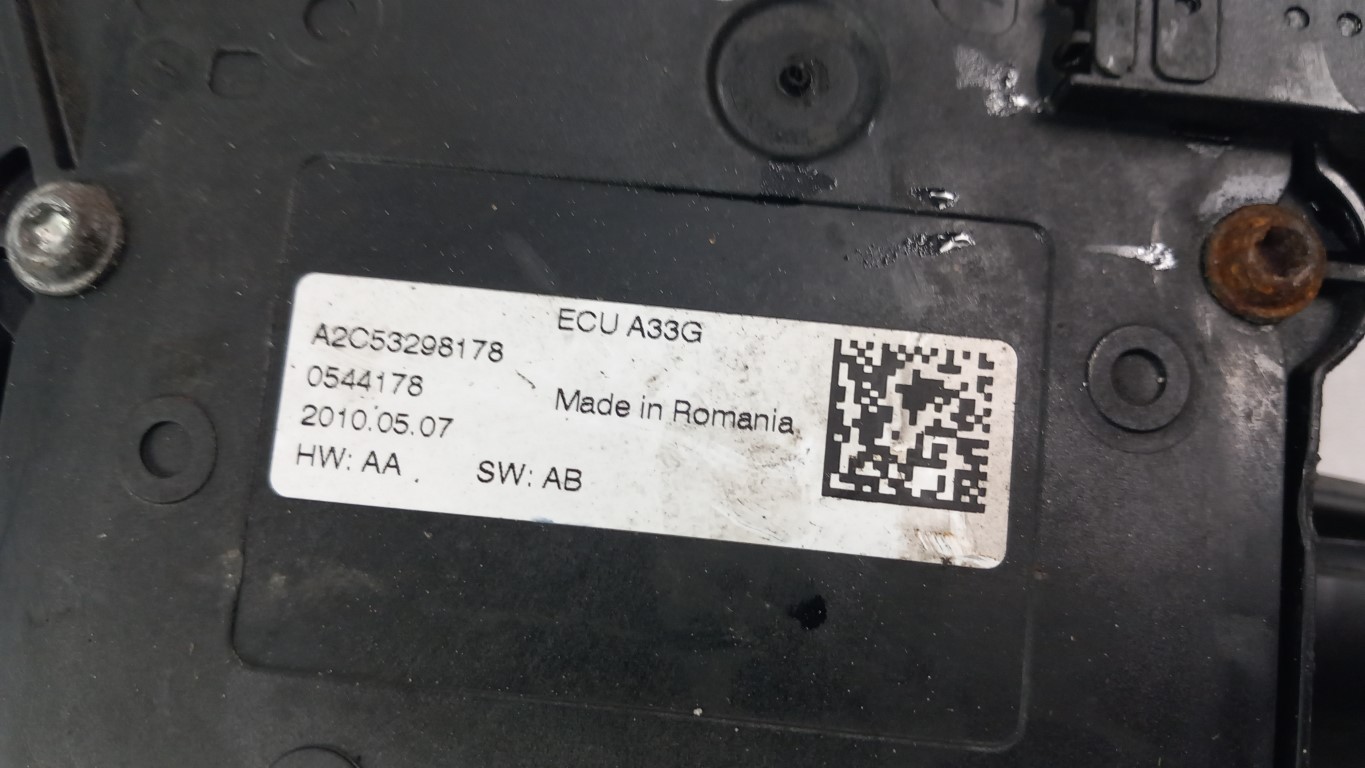 ECU A33G
A2C53298178
0544178
Made in Romania
2010.05.07
HW: AA SW: AB